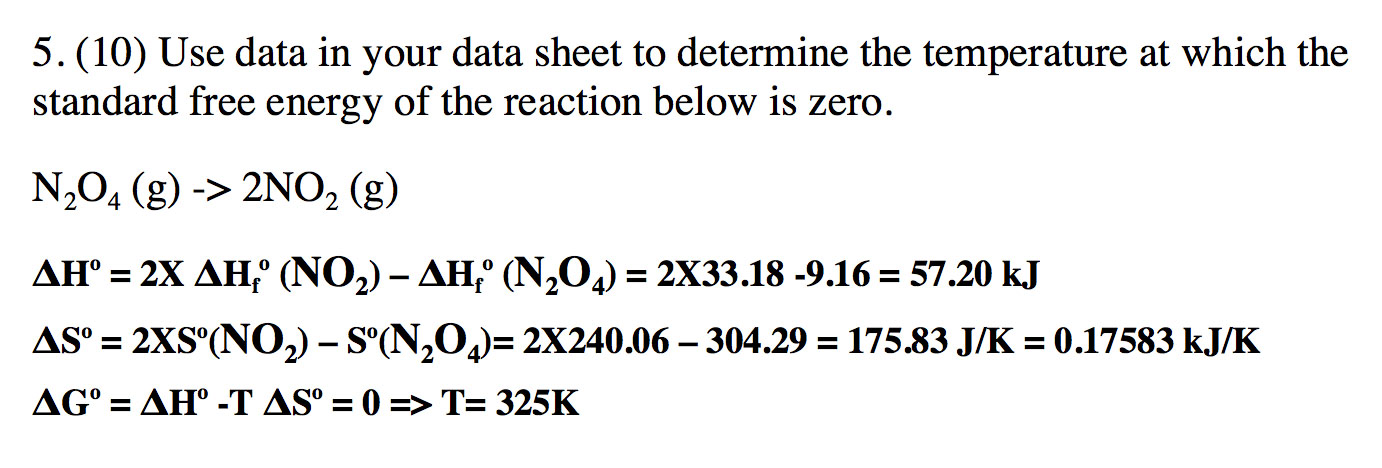 5. (10) Use data in your data sheet to determine the temperature at which the
standard free energy of the reaction below is zero.
N₂O₄ (g) -> 2NO₂ (g)
ΔHº = 2X ΔH_fº (NO₂) – ΔH_fº (N₂O₄) = 2X33.18 -9.16 = 57.20 kJ
ΔSº = 2XSº(NO₂) – Sº(N₂O₄)= 2X240.06 – 304.29 = 175.83 J/K = 0.17583 kJ/K
ΔGº = ΔHº -T ΔSº = 0 => T= 325K